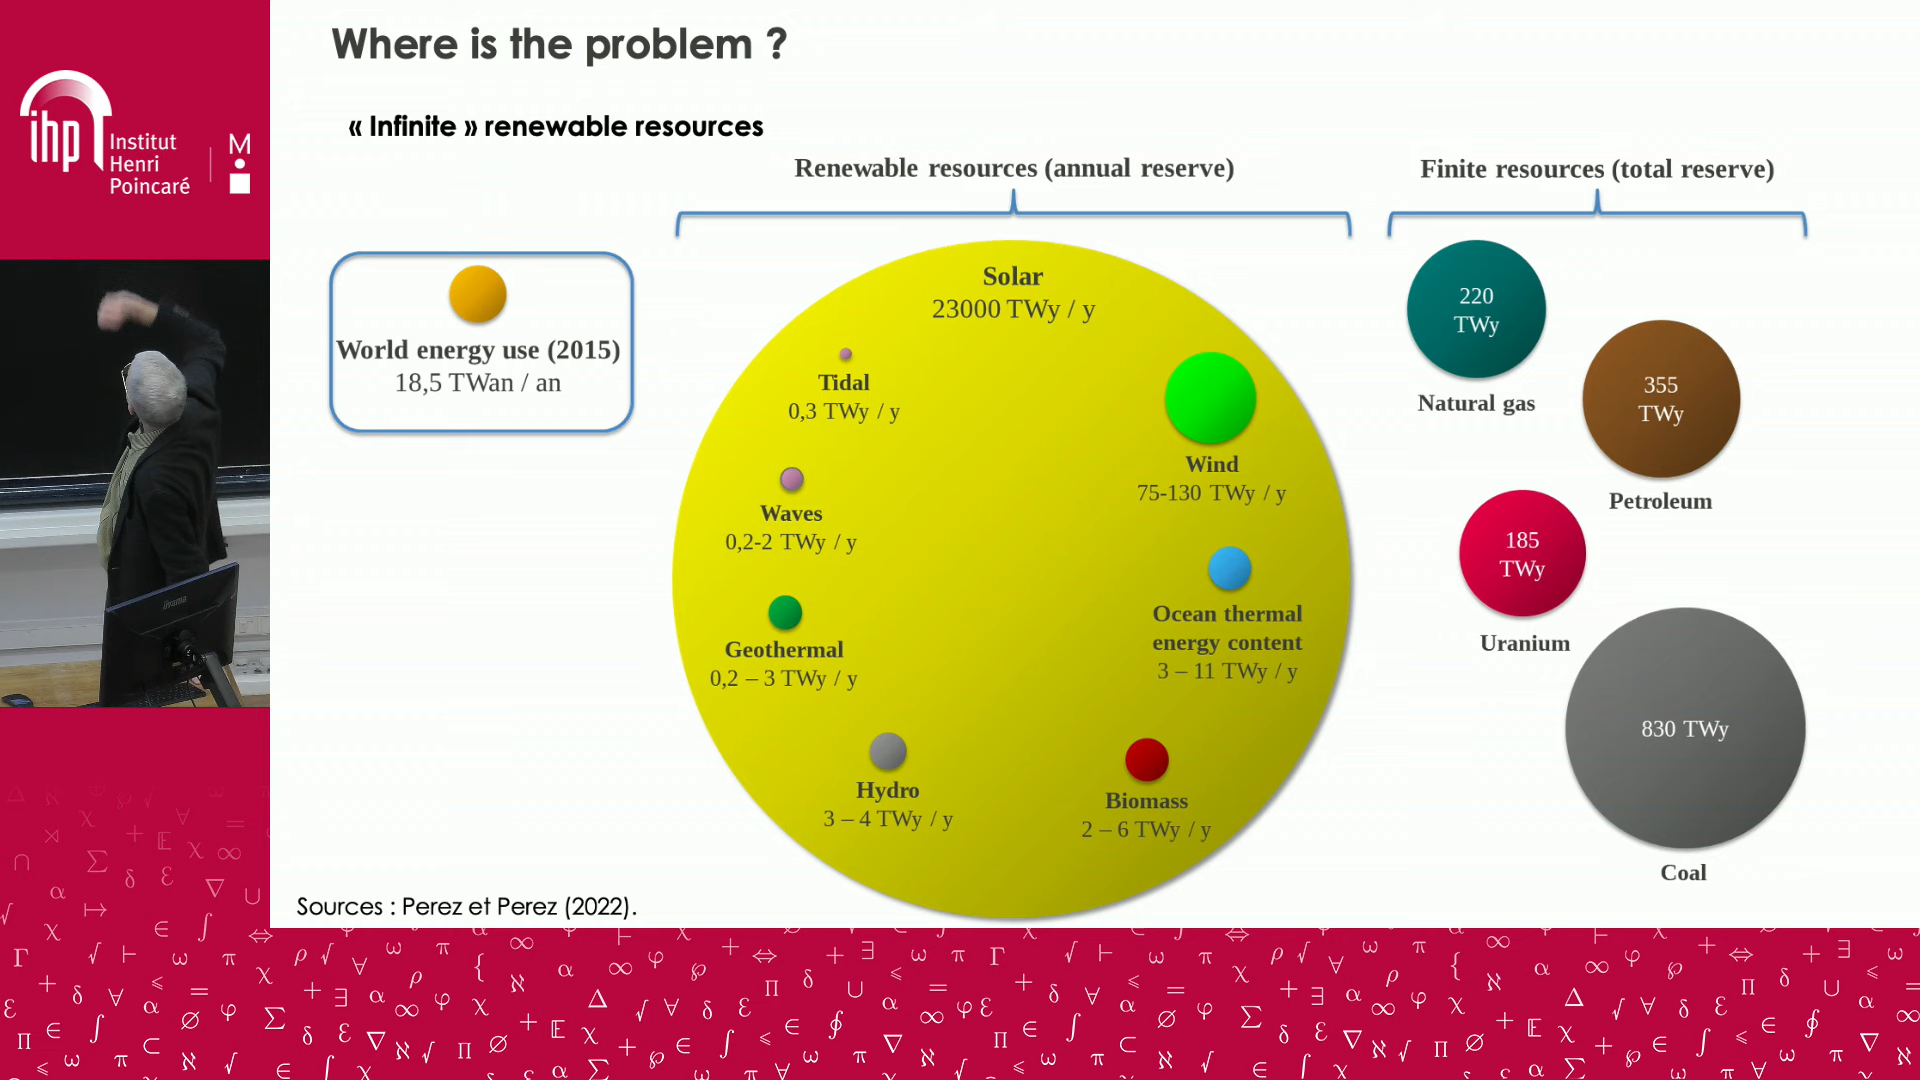 Where is the problem ?
« Infinite » renewable resources
ihp Institut
Henri
Poincaré
M
Renewable resources (annual reserve)
Finite resources (total reserve)
World energy use (2015)
18,5 TWan / an
Solar
23000 TWy / y
Tidal
0,3 TWy / y
Wind
75-130 TWy / y
Waves
0,2-2 TWy / y
Ocean thermal
energy content
3 – 11 TWy / y
Geothermal
0,2 – 3 TWy / y
Hydro
3 – 4 TWy / y
Biomass
2 – 6 TWy / y
220
TWy
Natural gas
355
TWy
Petroleum
185
TWy
Uranium
830 TWy
Coal
Sources : Perez et Perez (2022).